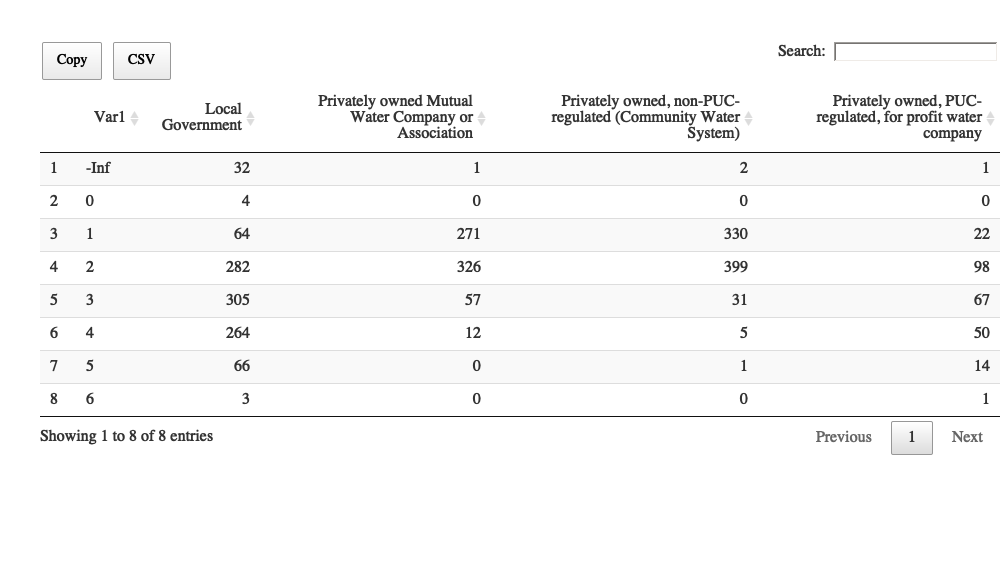 Copy CSV Search:
Var1 Local Government Privately owned Mutual Water Company or Association Privately owned, non-PUC-regulated (Community Water System) Privately owned, PUC-regulated, for profit water company
1 -Inf 32 1 2 1
2 0 4 0 0 0
3 1 64 271 330 22
4 2 282 326 399 98
5 3 305 57 31 67
6 4 264 12 5 50
7 5 66 0 1 14
8 6 3 0 0 1
Showing 1 to 8 of 8 entries Previous 1 Next